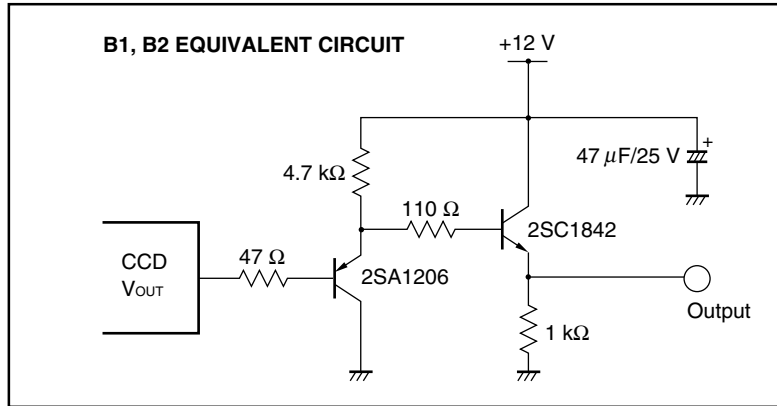 B1, B2 EQUIVALENT CIRCUIT
+12 V
4.7 kΩ
47 μF/25 V
+
110 Ω
2SC1842
CCD
VOUT
47 Ω
2SA1206
Output
1 kΩ